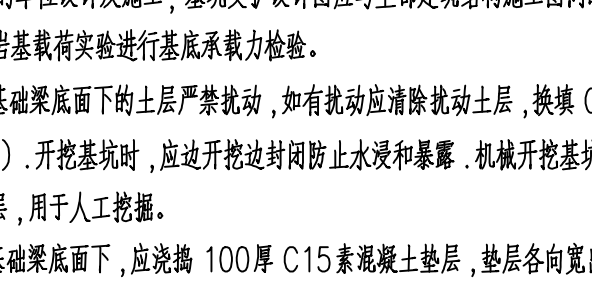 岩基载荷实验进行基底承载力检验。
基础梁底面下的土层严禁扰动,如有扰动应清除扰动土层,换填
).开挖基坑时,应边开挖边封闭防止水浸和暴露.机械开挖基坑
层,用于人工挖掘。
基础梁底面下,应浇捣 100厚 C15素混凝土垫层,垫层各向宽出